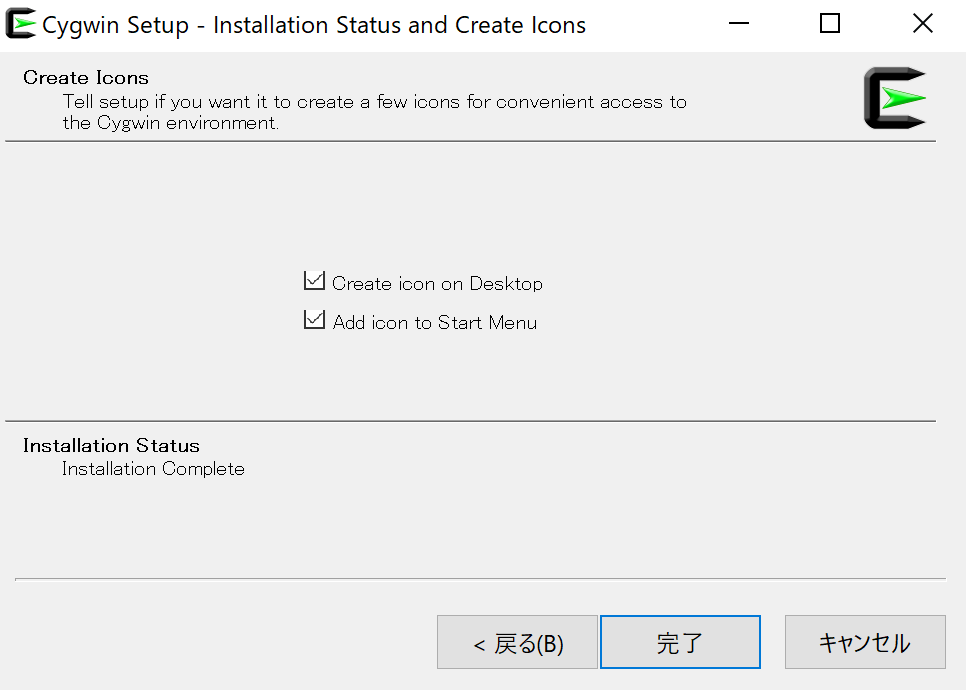 Cygwin Setup - Installation Status and Create Icons
Create Icons
Tell setup if you want it to create a few icons for convenient access to
the Cygwin environment.
Create icon on Desktop
Add icon to Start Menu
Installation Status
Installation Complete
< 戻る(B)
完了
キャンセル